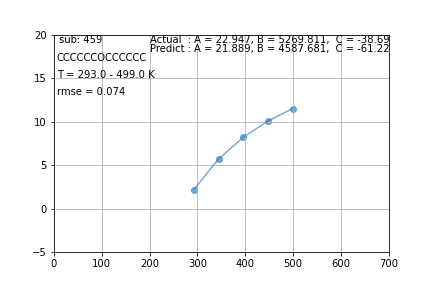 sub: 459
Actual : A = 22.947, B = 5269.811, C = -38.69
Predict : A = 21.889, B = 4587.681, C = -61.22
CCCCCCOCCCCCC
T = 293.0 - 499.0 K
rmse = 0.074
20
15
10
5
0
−5
0 100 200 300 400 500 600 700